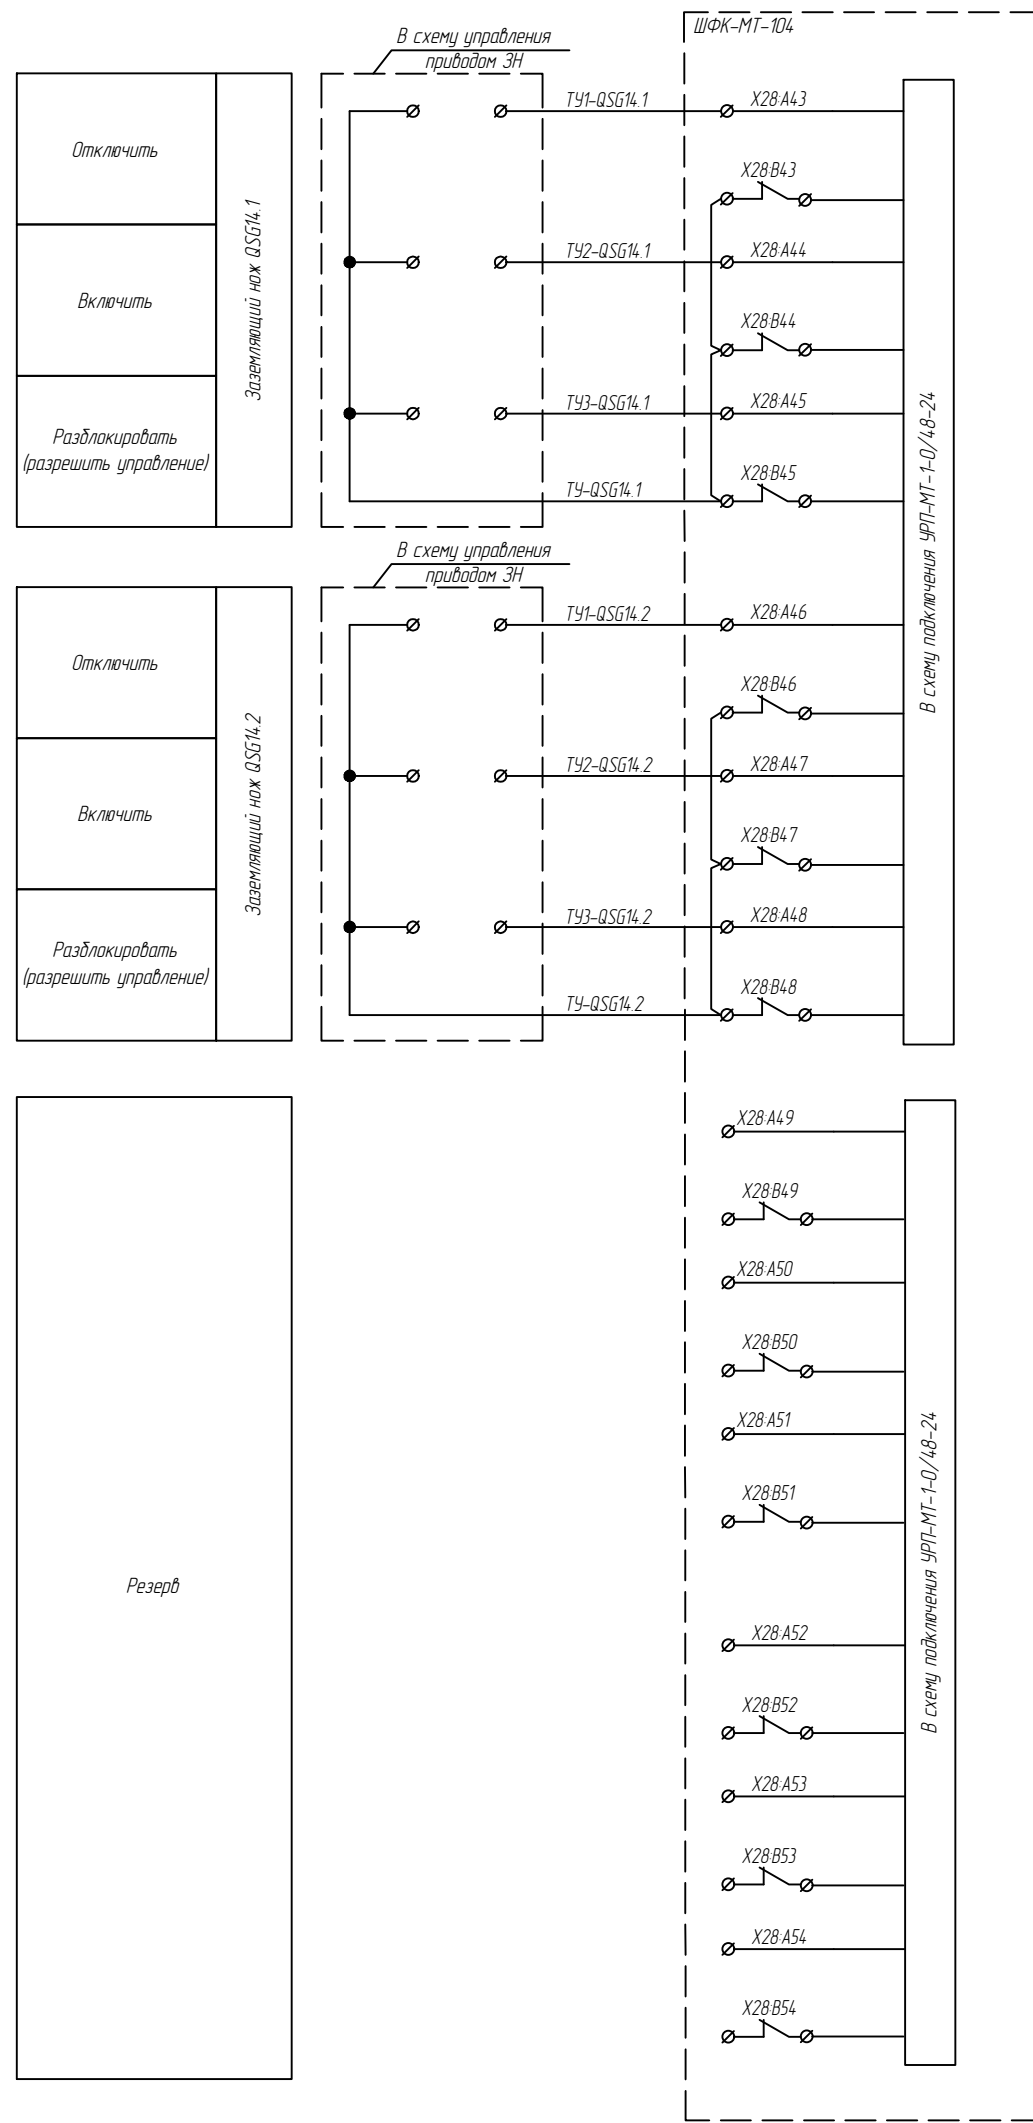 ШФК-МТ-104
В схему управления
приводом ЗН
Отключить
Включить
Разблокировать
(разрешить управление)
Заземляющий нож QSG14.1
ТУ1-QSG14.1
ТУ2-QSG14.1
ТУ3-QSG14.1
ТУ-QSG14.1
X28:A43
X28:B43
X28:A44
X28:B44
X28:A45
X28:B45
В схему управления
приводом ЗН
Отключить
Включить
Разблокировать
(разрешить управление)
Заземляющий нож QSG14.2
ТУ1-QSG14.2
ТУ2-QSG14.2
ТУ3-QSG14.2
ТУ-QSG14.2
X28:A46
X28:B46
X28:A47
X28:B47
X28:A48
X28:B48
В схему подключения УРП-МТ-1-0/48-24
Резерв
X28:A49
X28:B49
X28:A50
X28:B50
X28:A51
X28:B51
X28:A52
X28:B52
X28:A53
X28:B53
X28:A54
X28:B54
В схему подключения УРП-МТ-1-0/48-24